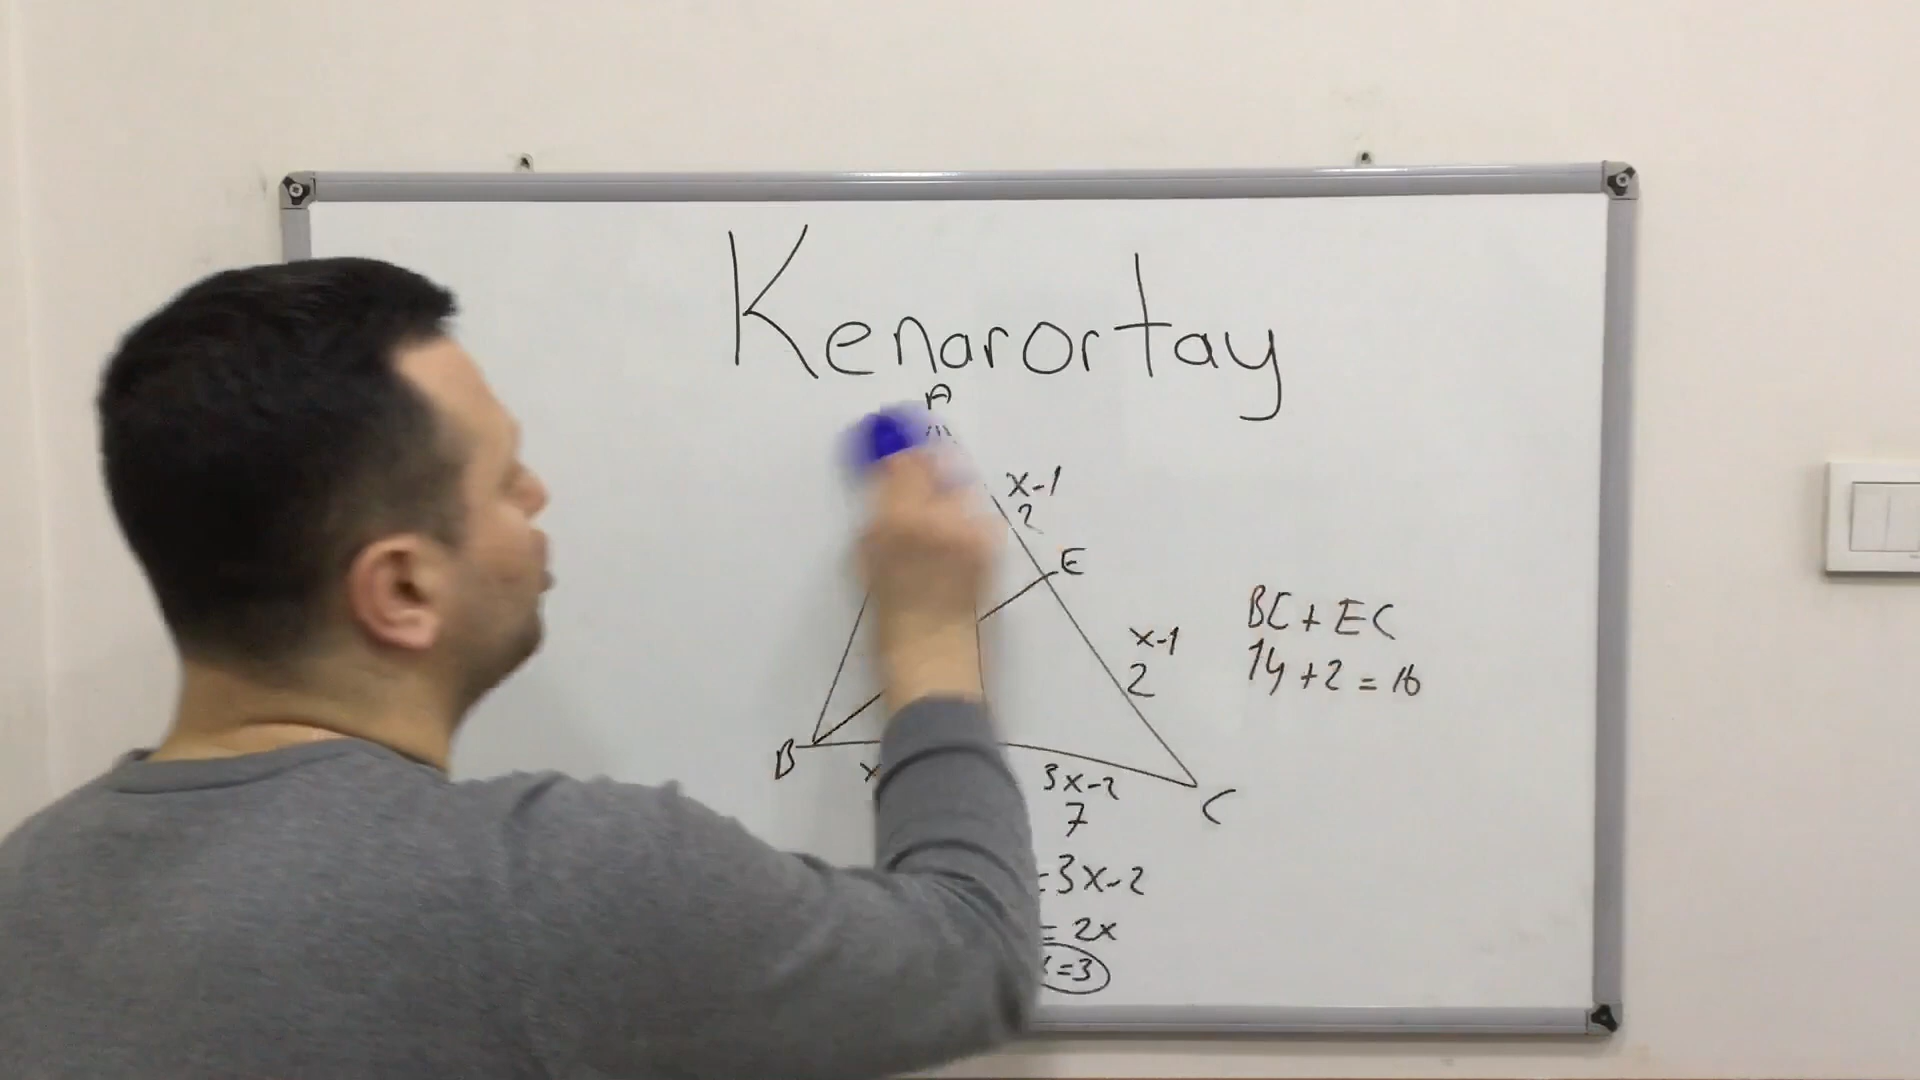 Kenarortay
A
x-1
2
E
x-1
2
BC + EC
14 + 2 = 16
B
x
3x-2
7
C
=3x-2
= 2x
x=3